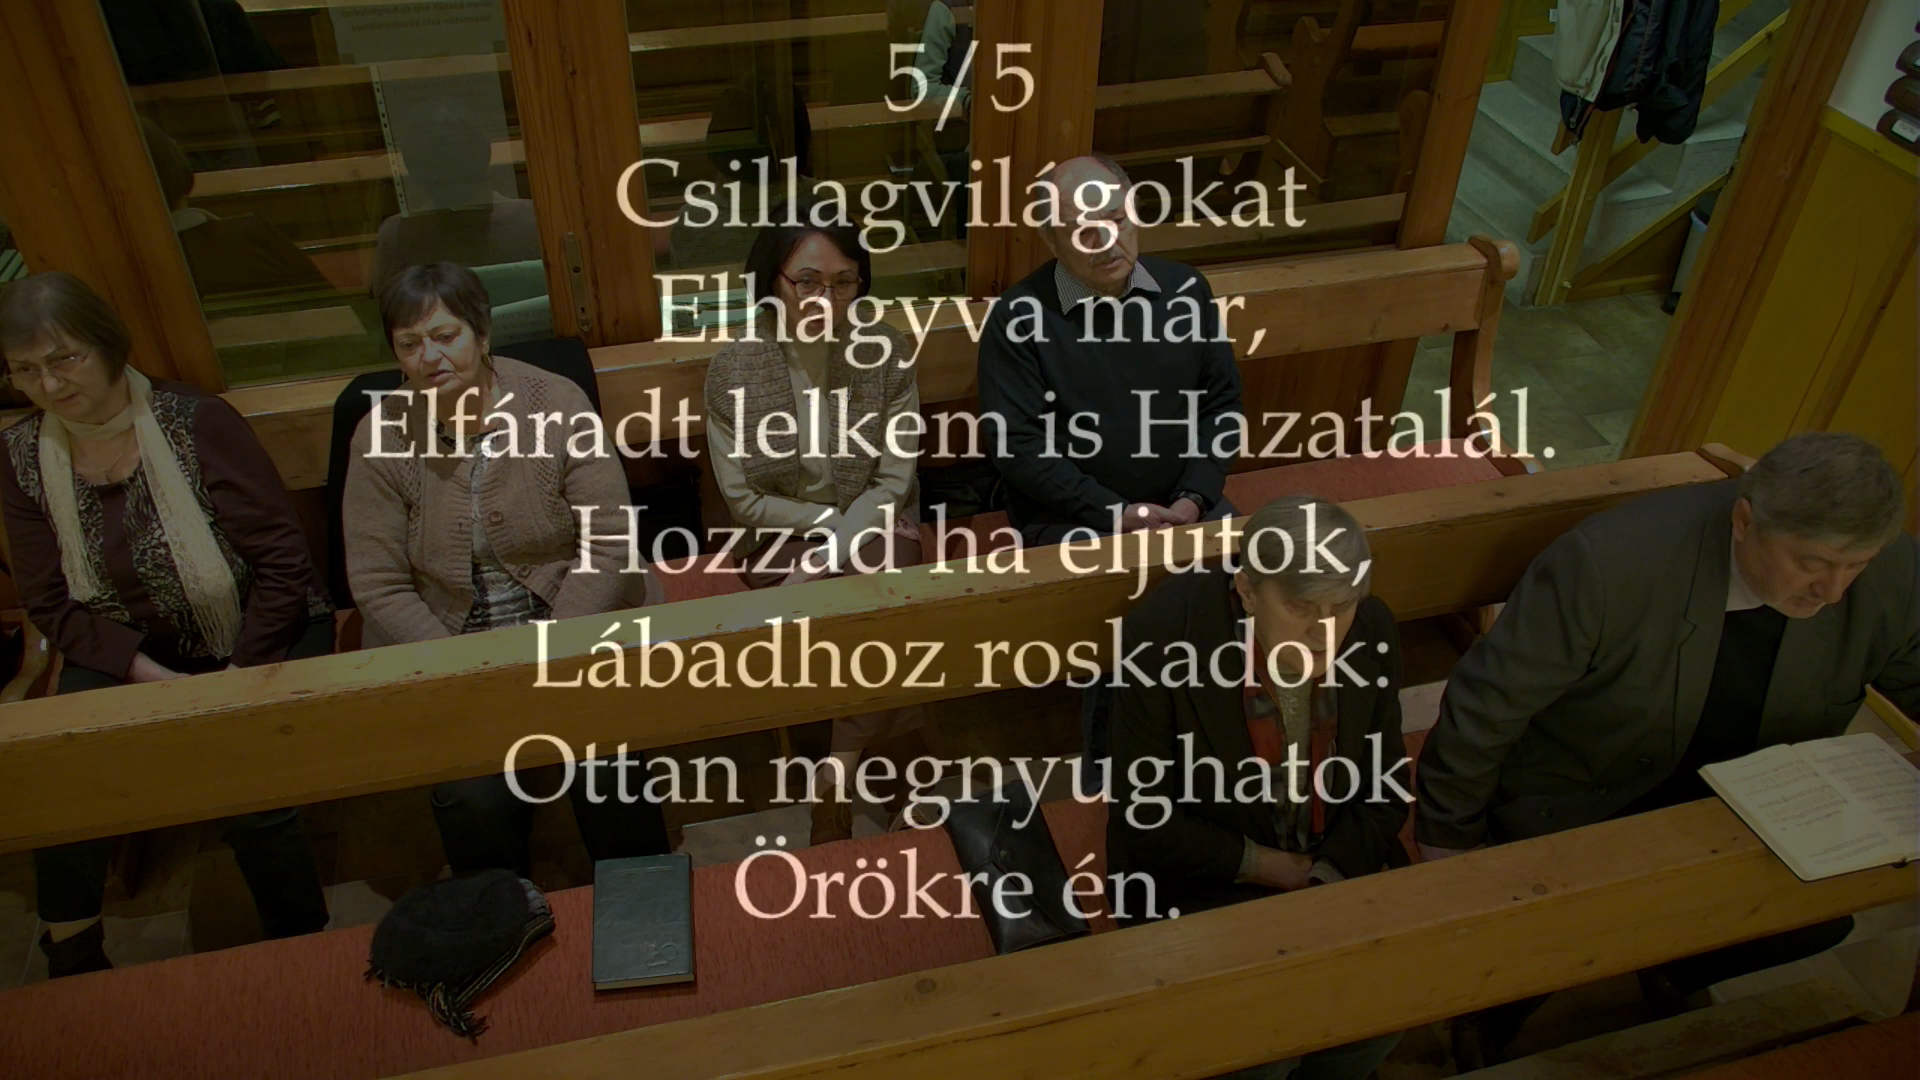 5/5
Csillagvilágokat
Elhagyva már,
Elfáradt lelkem is Hazatalál.
Hozzád ha eljutok,
Lábadhoz roskadok:
Ottan megnyughatok
Örökre én.